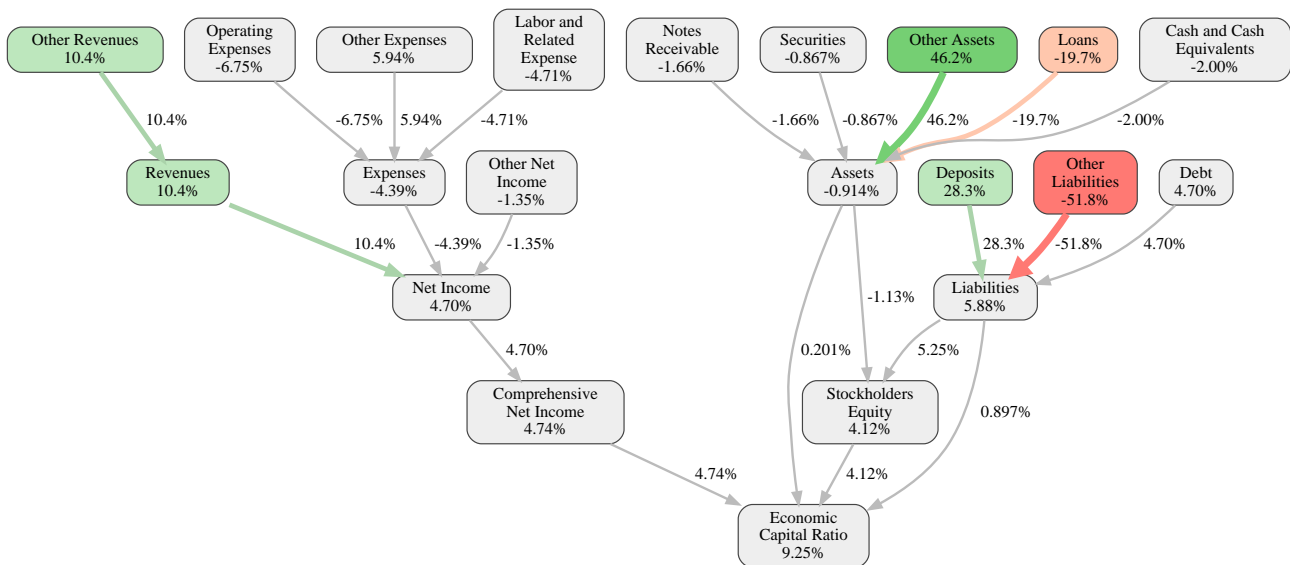 Other Revenues
10.4%
Operating
Expenses
-6.75%
Other Expenses
5.94%
Labor and
Related
Expense
-4.71%
Notes
Receivable
-1.66%
Securities
-0.867%
Other Assets
46.2%
Loans
-19.7%
Cash and Cash
Equivalents
-2.00%
10.4%
-6.75%
5.94%
-4.71%
-1.66%
-0.867%
46.2%
-19.7%
-2.00%
Revenues
10.4%
Expenses
-4.39%
Other Net
Income
-1.35%
Assets
-0.914%
Deposits
28.3%
Other
Liabilities
-51.8%
Debt
4.70%
10.4%
-4.39%
-1.35%
28.3%
-51.8%
4.70%
Net Income
4.70%
-1.13%
Liabilities
5.88%
4.70%
0.201%
5.25%
Comprehensive
Net Income
4.74%
Stockholders
Equity
4.12%
0.897%
4.74%
4.12%
Economic
Capital Ratio
9.25%